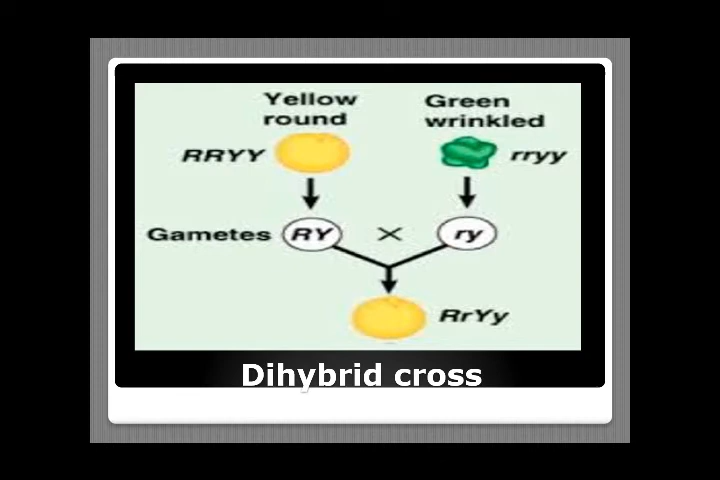 Yellow
round
Green
wrinkled
RRYY
rryy
Gametes RY × ry
RrYy
Dihybrid cross